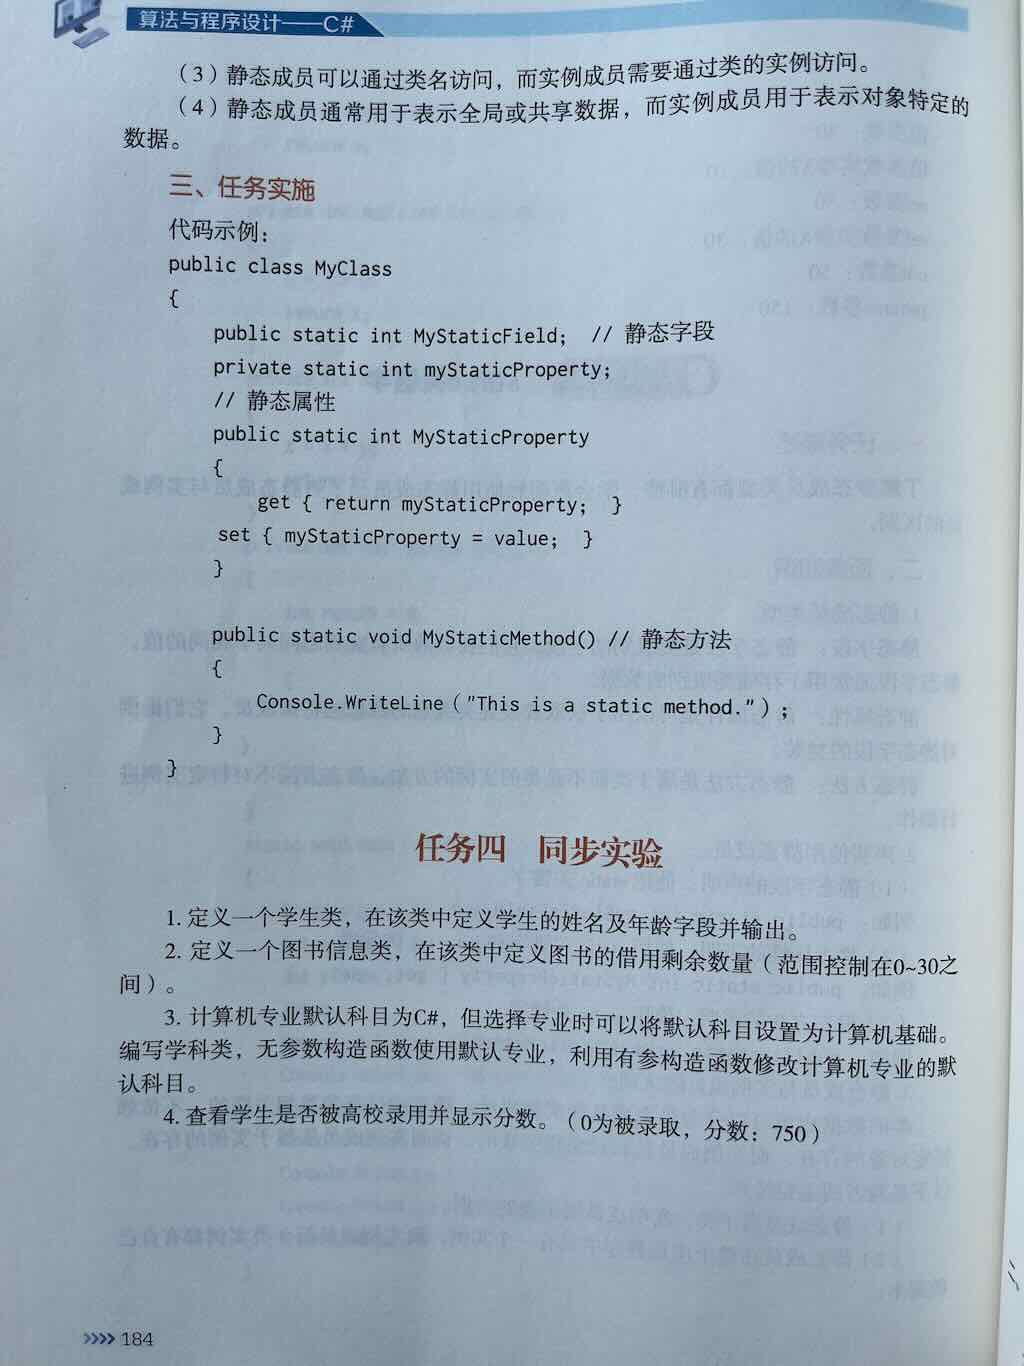 算法与程序设计——C#
（3）静态成员可以通过类名访问，而实例成员需要通过类的实例访问。
（4）静态成员通常用于表示全局或共享数据，而实例成员用于表示对象特定的
数据。
三、任务实施
代码示例：
public class MyClass
{
public static int MyStaticField; // 静态字段
private static int myStaticProperty;
// 静态属性
public static int MyStaticProperty
{
get { return myStaticProperty; }
set { myStaticProperty = value; }
}
public static void MyStaticMethod() // 静态方法
{
Console.WriteLine（"This is a static method."）;
}
}
任务四 同步实验
1. 定义一个学生类，在该类中定义学生的姓名及年龄字段并输出。
2. 定义一个图书信息类，在该类中定义图书的借用剩余数量（范围控制在0~30之
间）。
3. 计算机专业默认科目为C#，但选择专业时可以将默认科目设置为计算机基础。
编写学科类，无参数构造函数使用默认专业，利用有参构造函数修改计算机专业的默
认科目。
4. 查看学生是否被高校录用并显示分数。（0为被录取，分数：750）
>>>>> 184